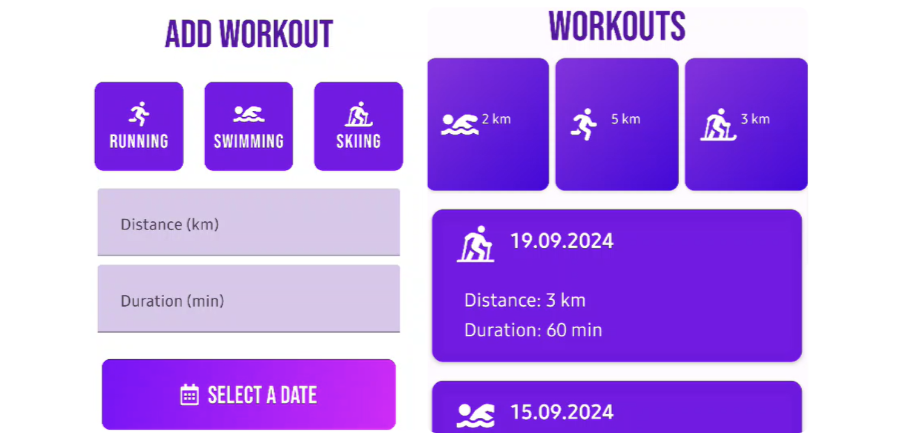 ADD WORKOUT
RUNNING
SWIMMING
SKIING
Distance (km)
Duration (min)
SELECT A DATE
WORKOUTS
2 km
5 km
3 km
19.09.2024
Distance: 3 km
Duration: 60 min
15.09.2024